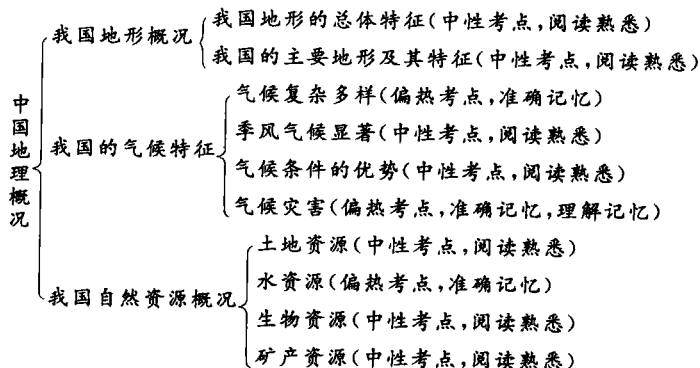 中国地理概况
我国地形概况
我国地形的总体特征(中性考点,阅读熟悉)
我国的主要地形及其特征(中性考点,阅读熟悉)
我国的气候特征
气候复杂多样(偏热考点,准确记忆)
季风气候显著(中性考点,阅读熟悉)
气候条件的优势(中性考点,阅读熟悉)
气候灾害(偏热考点,准确记忆,理解记忆)
我国自然资源概况
土地资源(中性考点,阅读熟悉)
水资源(偏热考点,准确记忆)
生物资源(中性考点,阅读熟悉)
矿产资源(中性考点,阅读熟悉)